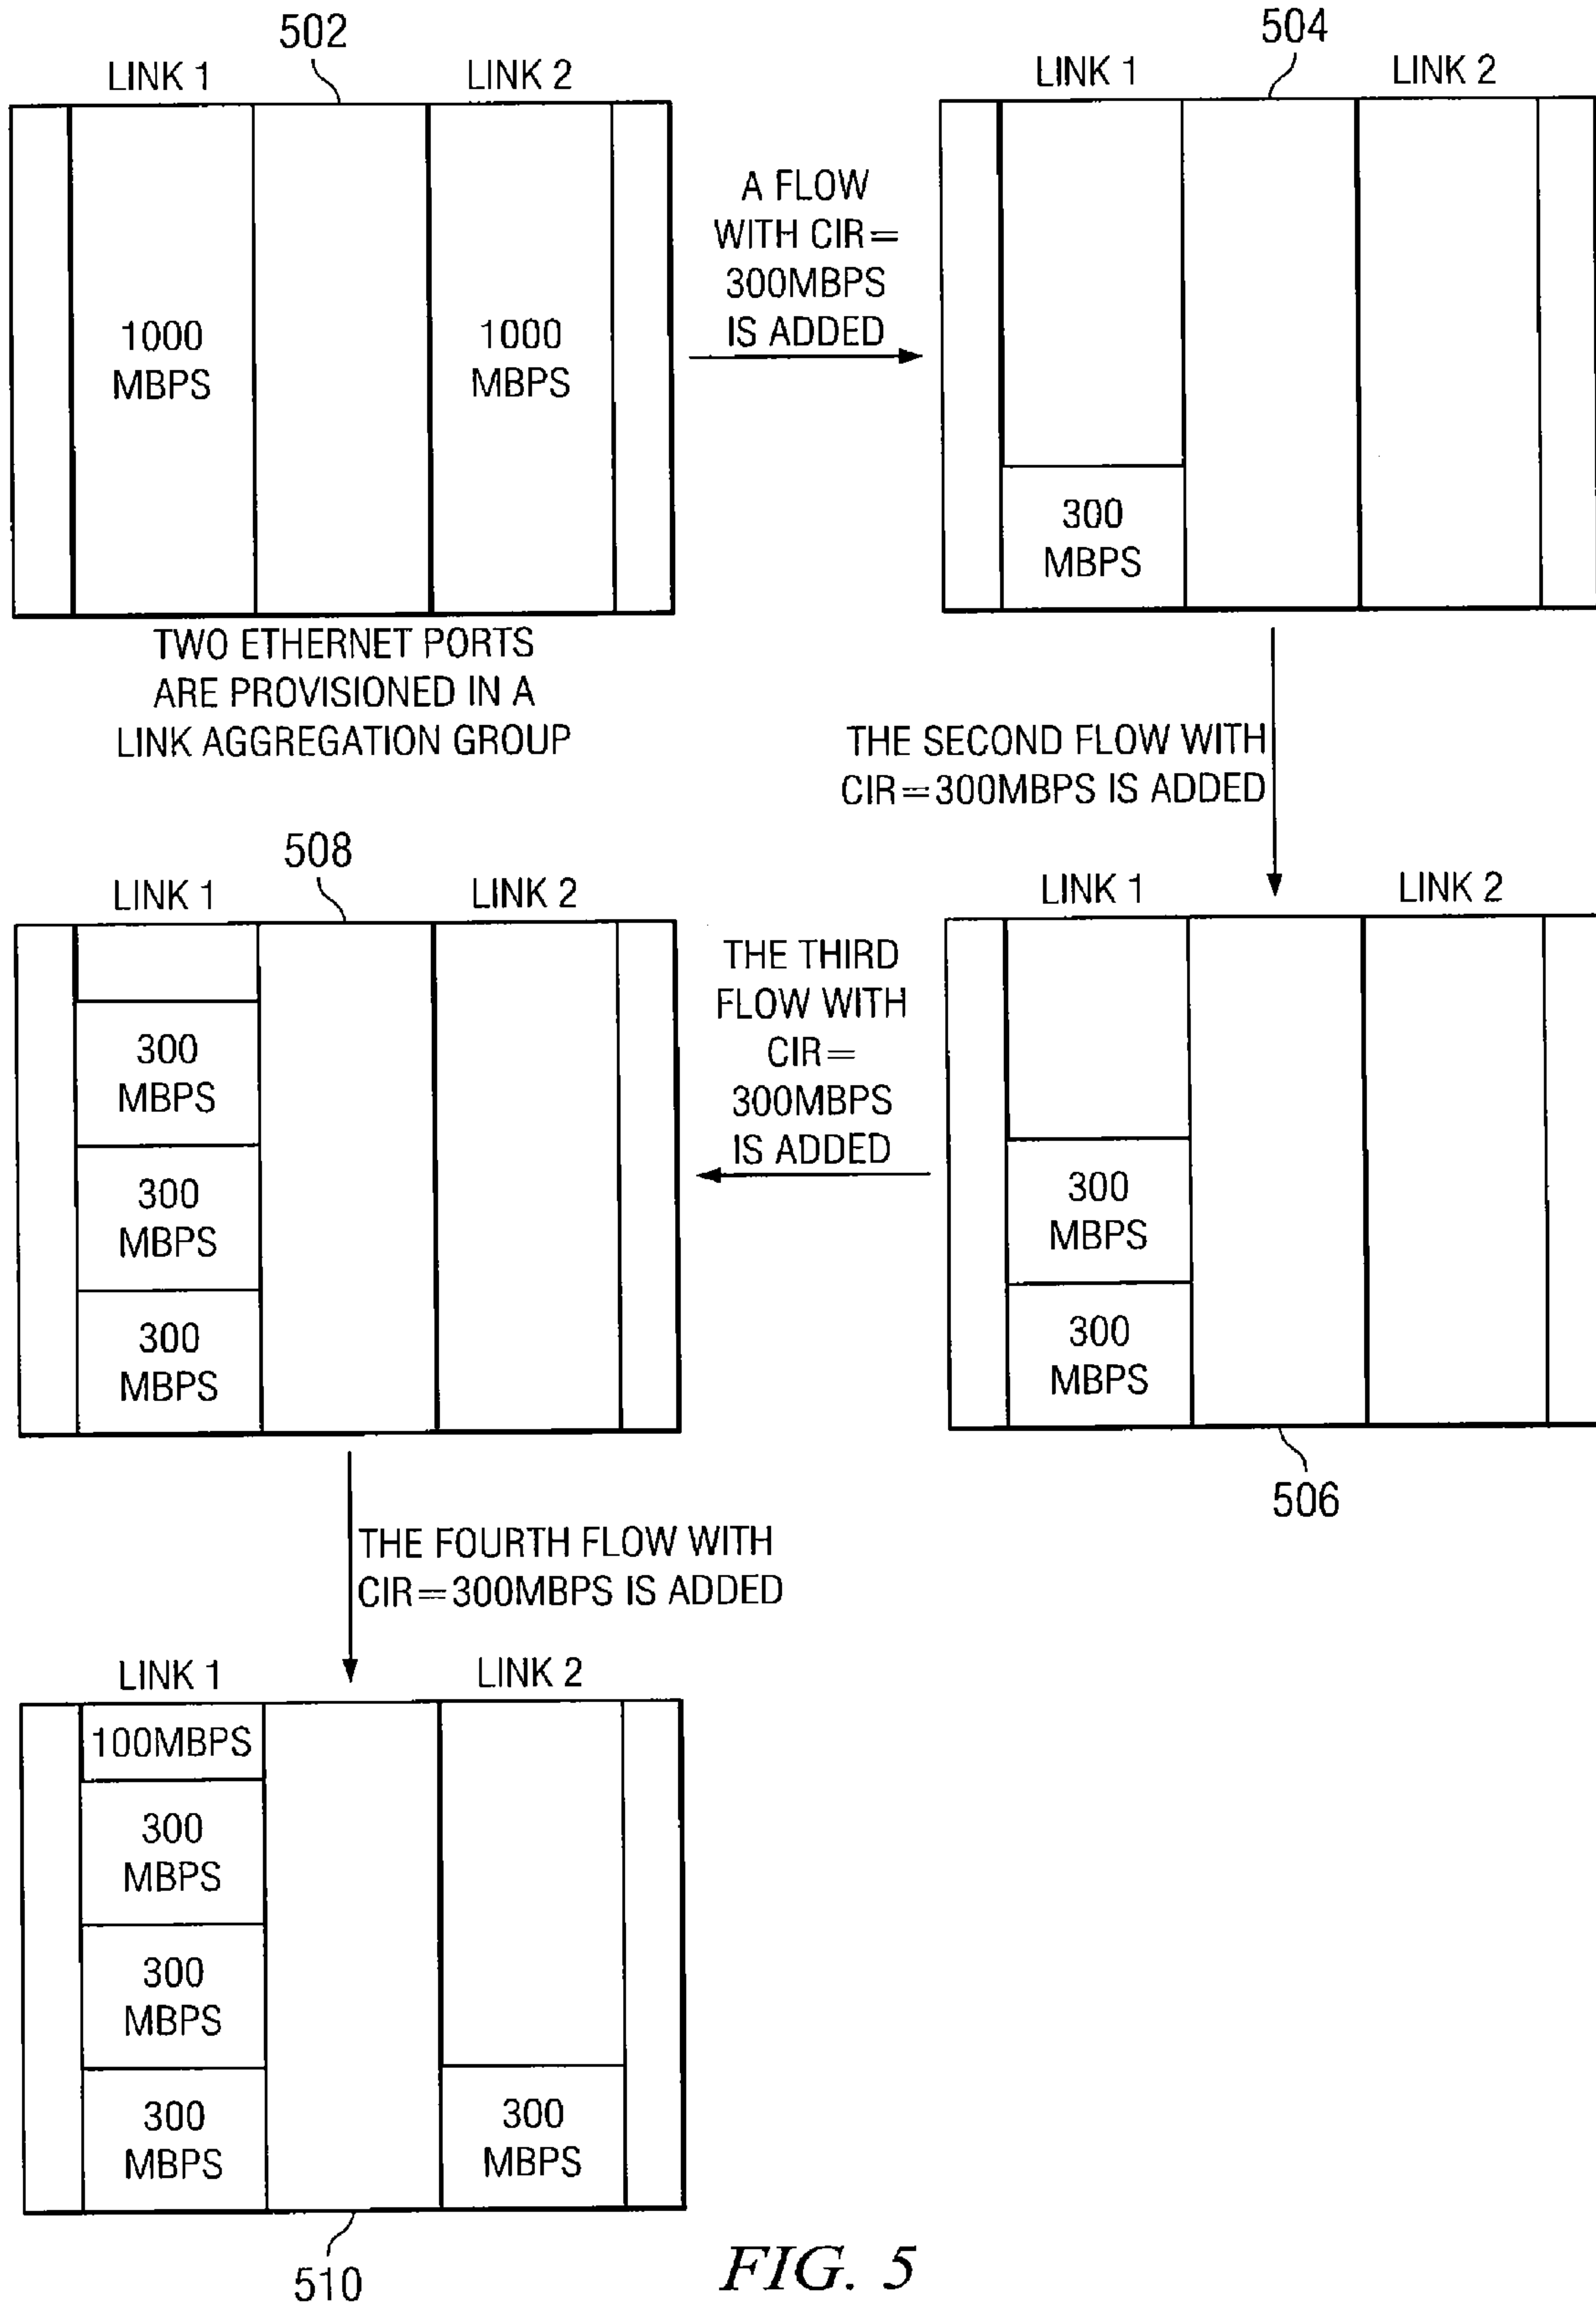 502
LINK 1
LINK 2
1000
MBPS
1000
MBPS
TWO ETHERNET PORTS
ARE PROVISIONED IN A
LINK AGGREGATION GROUP
A FLOW
WITH CIR=
300MBPS
IS ADDED
504
LINK 1
LINK 2
300
MBPS
THE SECOND FLOW WITH
CIR=300MBPS IS ADDED
LINK 1
LINK 2
300
MBPS
300
MBPS
506
THE THIRD
FLOW WITH
CIR=
300MBPS
IS ADDED
508
LINK 1
LINK 2
300
MBPS
300
MBPS
300
MBPS
THE FOURTH FLOW WITH
CIR=300MBPS IS ADDED
LINK 1
LINK 2
100MBPS
300
MBPS
300
MBPS
300
MBPS
300
MBPS
510
FIG. 5